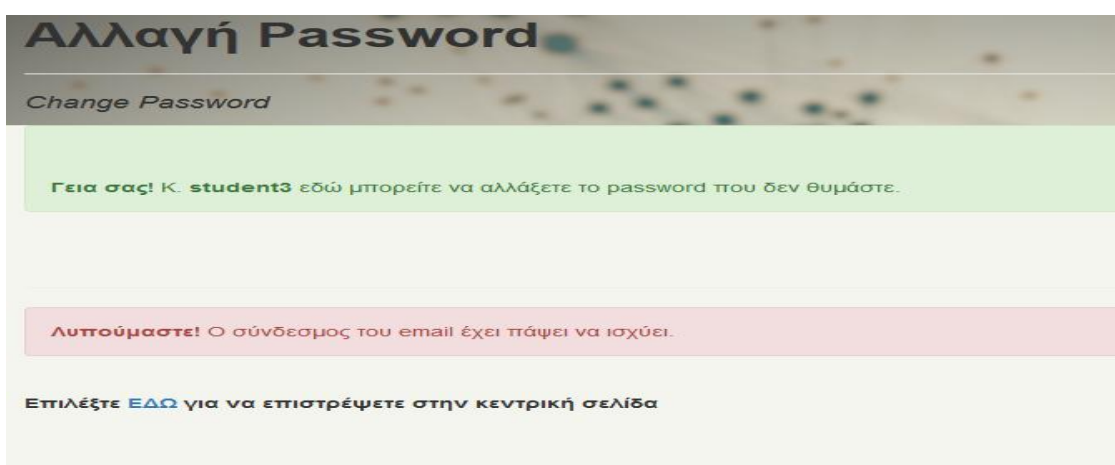 Αλλαγή Password
Change Password
Γεια σας! Κ. student3 εδώ μπορείτε να αλλάξετε το password που δεν θυμάστε.
Λυπούμαστε! Ο σύνδεσμος του email έχει πάψει να ισχύει.
Επιλέξτε ΕΔΩ για να επιστρέψετε στην κεντρική σελίδα